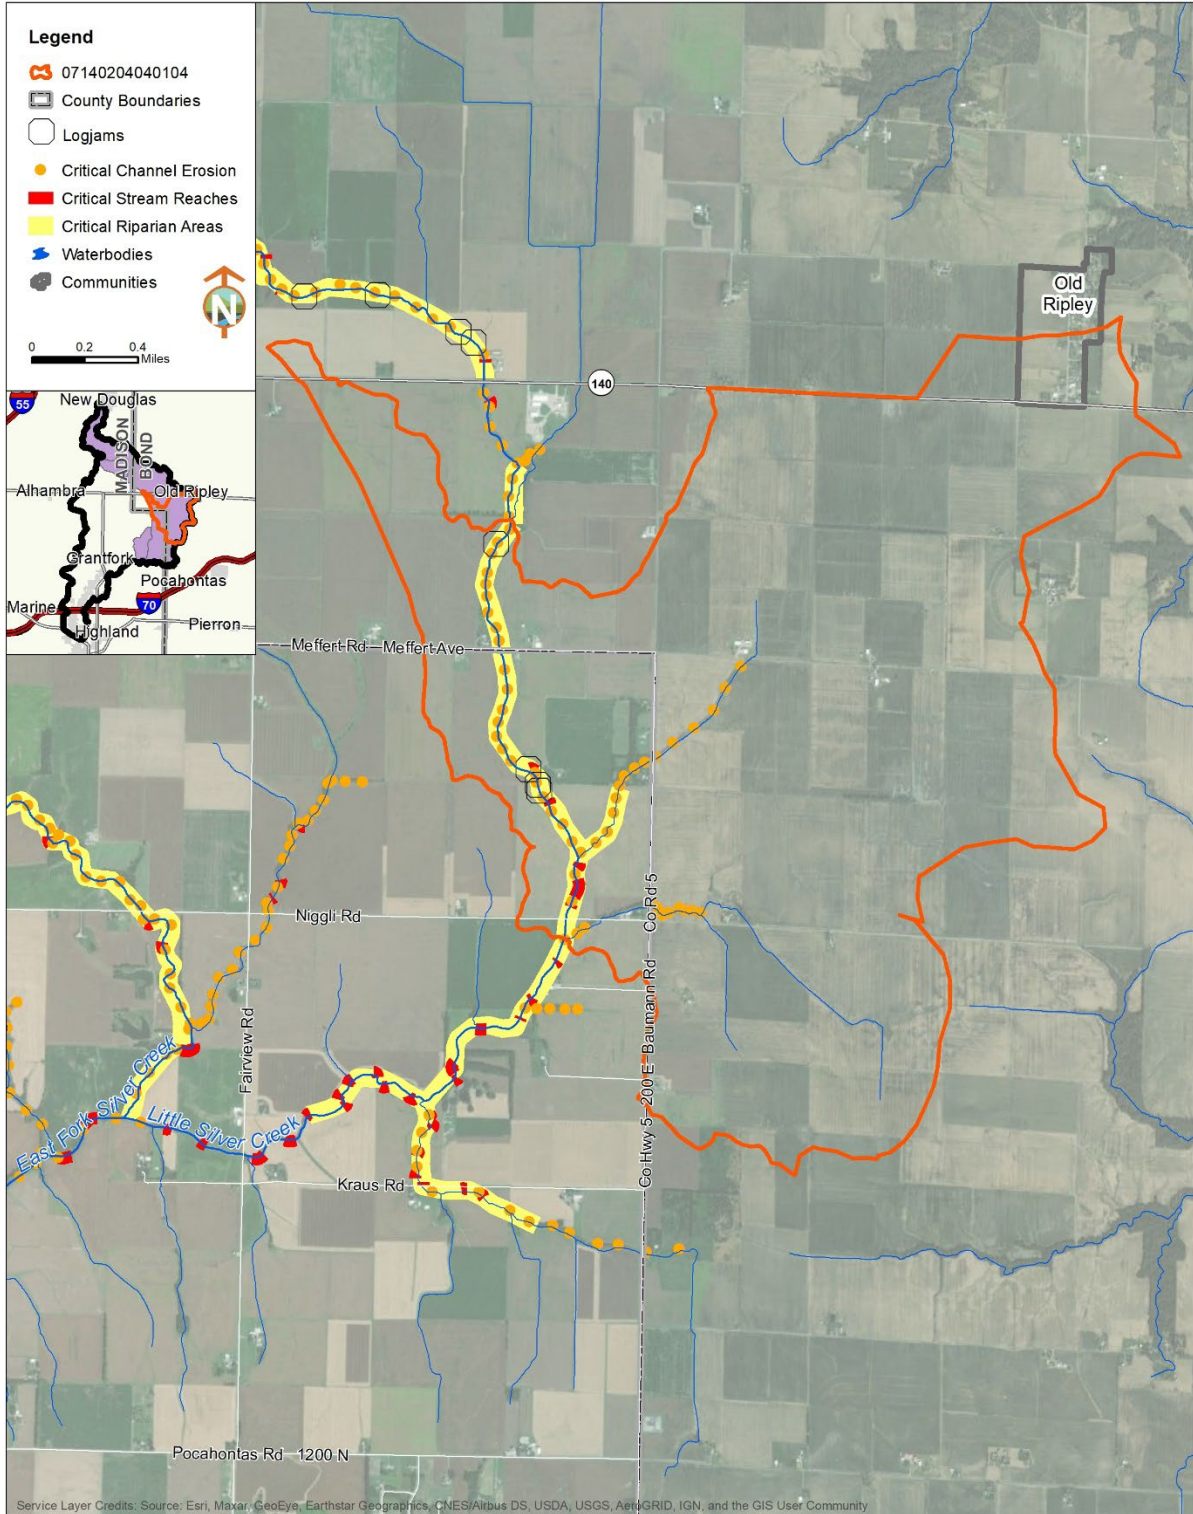 Legend
07140204040104
County Boundaries
Logjams
Critical Channel Erosion
Critical Stream Reaches
Critical Riparian Areas
Waterbodies
Communities
N
0 0.2 0.4
Miles
55
New Douglas
MADISON
BOND
Alhambra
Old Ripley
Grantfork
Pocahontas
Marine
70
Highland
Pierron
Old
Ripley
140
Meffert Rd Meffert Ave
Niggli Rd
Co Rd 5
Co Hwy 5 200 E Baumann Rd
Fairview Rd
East Fork Silver Creek
Little Silver Creek
Kraus Rd
Pocahontas Rd 1200 N
Service Layer Credits: Source: Esri, Maxar, GeoEye, Earthstar Geographics, CNES/Airbus DS, USDA, USGS, AeroGRID, IGN, and the GIS User Community